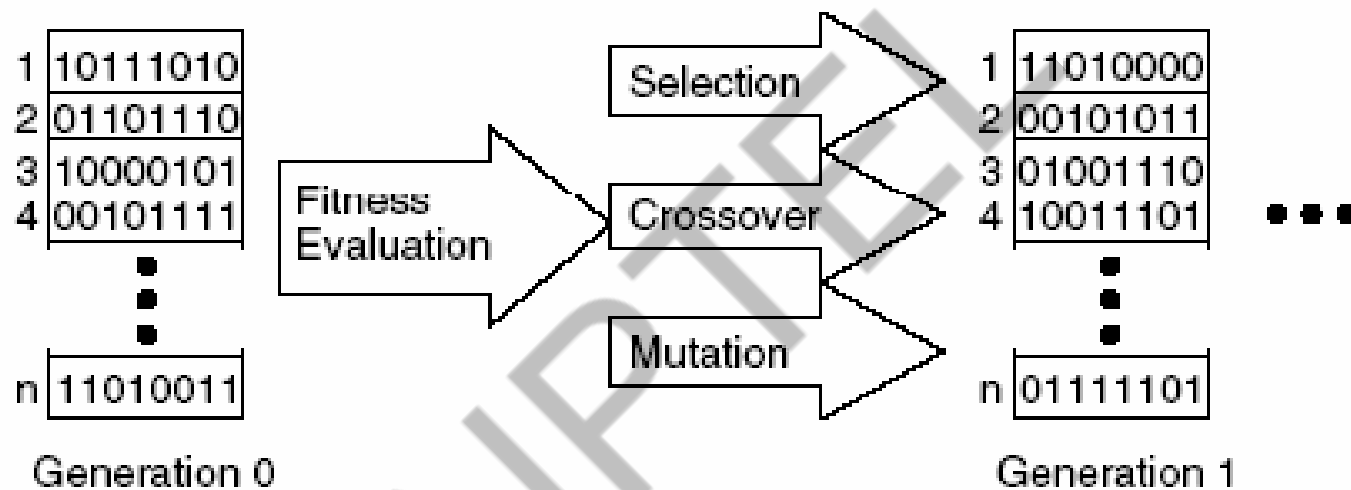 1 10111010
2 01101110
3 10000101
4 00101111
n 11010011
Generation 0
Fitness
Evaluation
Selection
Crossover
Mutation
1 11010000
2 00101011
3 01001110
4 10011101
n 01111101
Generation 1
IPTEL